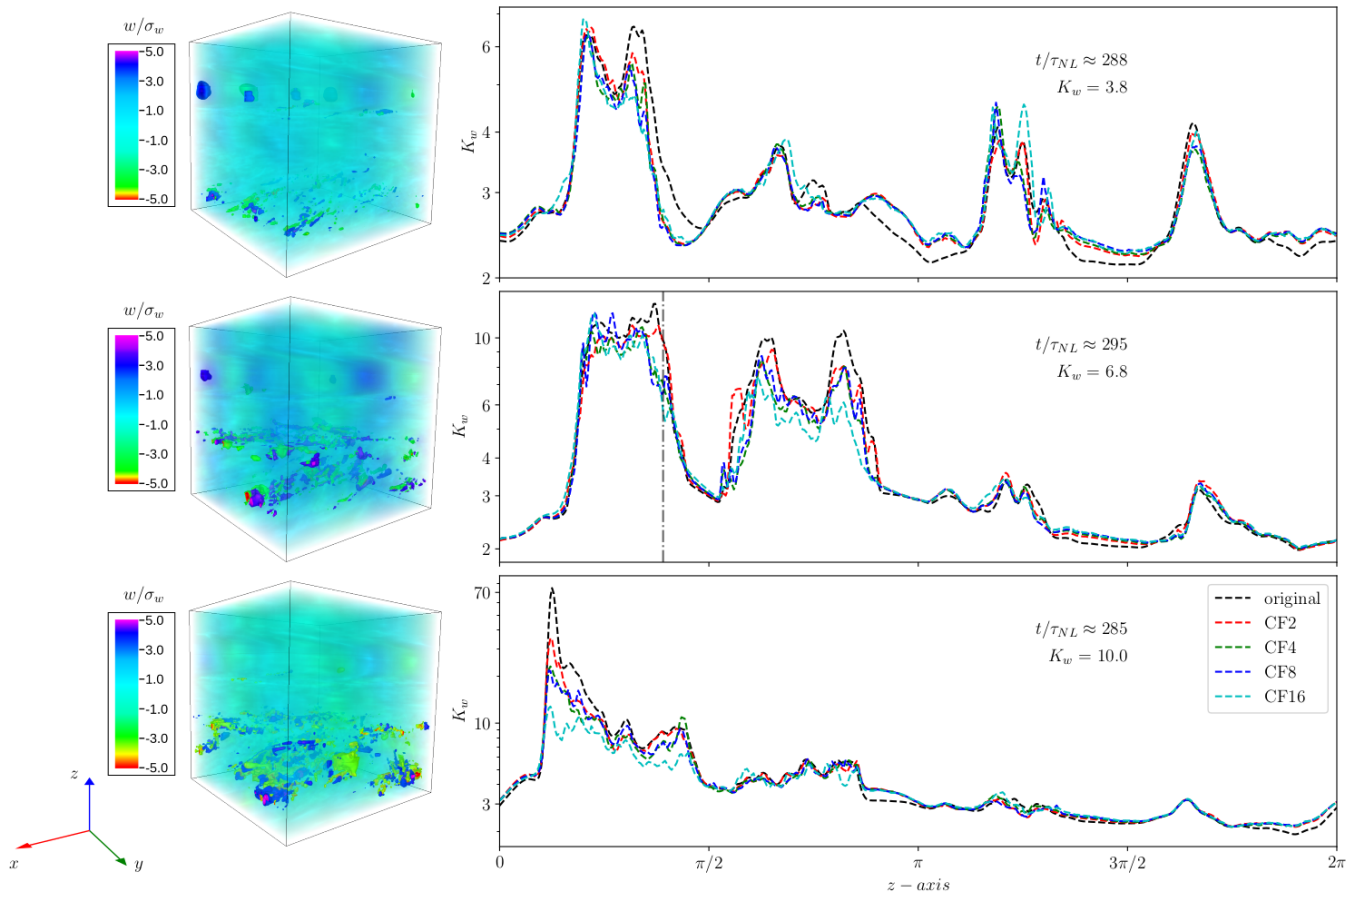 w/σ_w
5.0
3.0
1.0
-1.0
-3.0
-5.0
K_w
6
4
3
2
t/τ_NL ≈ 288
K_w = 3.8
w/σ_w
5.0
3.0
1.0
-1.0
-3.0
-5.0
K_w
10
6
4
3
2
t/τ_NL ≈ 295
K_w = 6.8
w/σ_w
5.0
3.0
1.0
-1.0
-3.0
-5.0
z
x
y
K_w
70
10
3
t/τ_NL ≈ 285
K_w = 10.0
original
CF2
CF4
CF8
CF16
0
π/2
π
3π/2
2π
z − axis